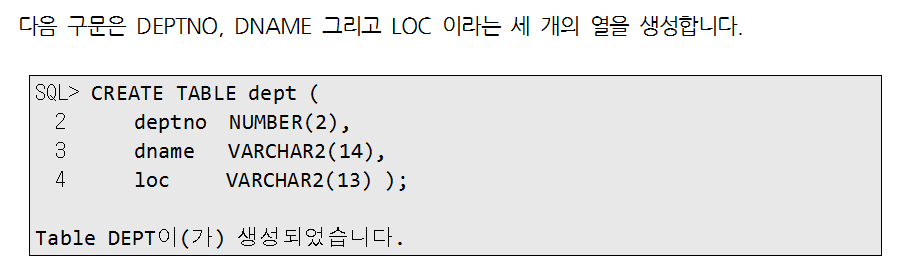 다음 구문은 DEPTNO, DNAME 그리고 LOC 이라는 세 개의 열을 생성합니다.
SQL> CREATE TABLE dept (
2 deptno NUMBER(2),
3 dname VARCHAR2(14),
4 loc VARCHAR2(13) );
Table DEPT이(가) 생성되었습니다.